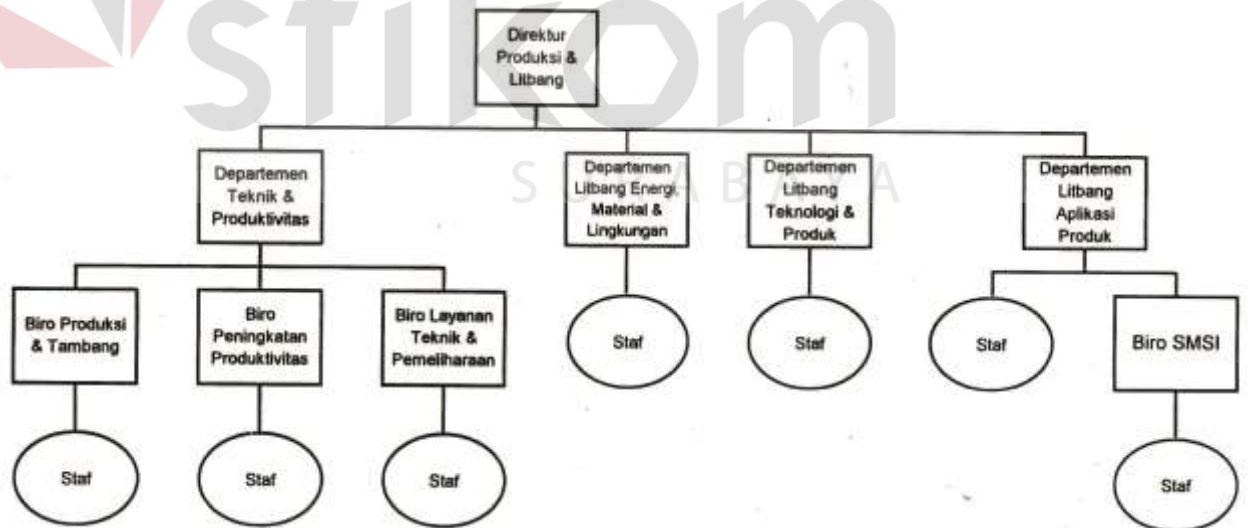 stikom
SURABAYA
Direktur
Produksi &
Litbang
Departemen
Teknik &
Produktivitas
Departemen
Litbang Energi,
Material &
Lingkungan
Departemen
Litbang
Teknologi &
Produk
Departemen
Litbang
Aplikasi
Produk
Biro Produksi
& Tambang
Biro
Peningkatan
Produktivitas
Biro Layanan
Teknik &
Pemeliharaan
Staf
Staf
Staf
Biro SMSI
Staf
Staf
Staf
Staf